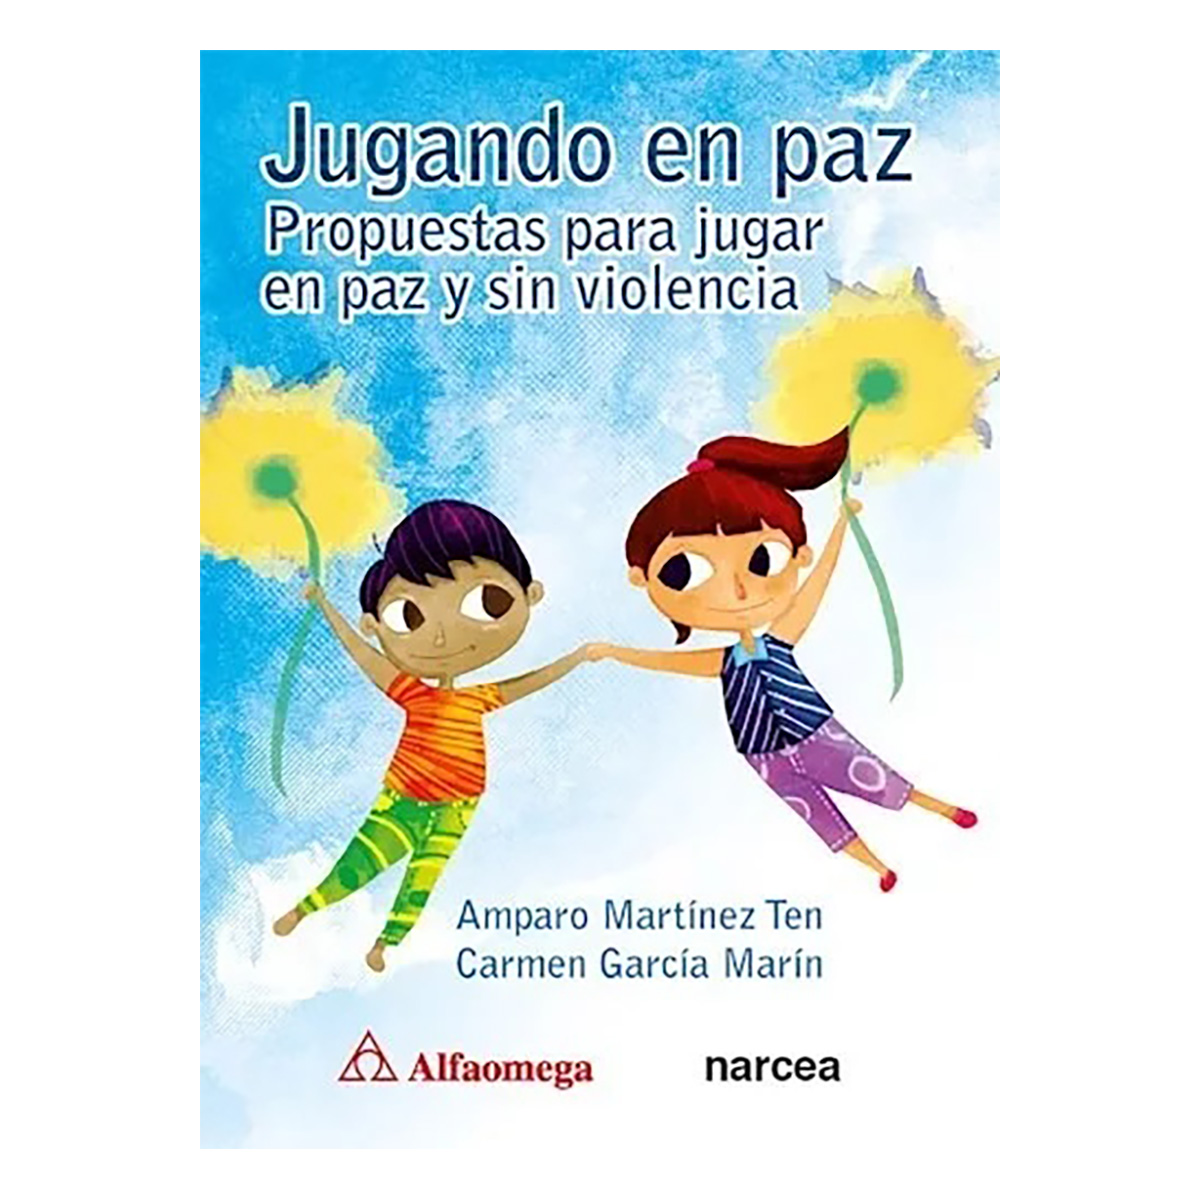 Jugando en paz
Propuestas para jugar
en paz y sin violencia
Amparo Martínez Ten
Carmen García Marín
Alfaomega
narcea